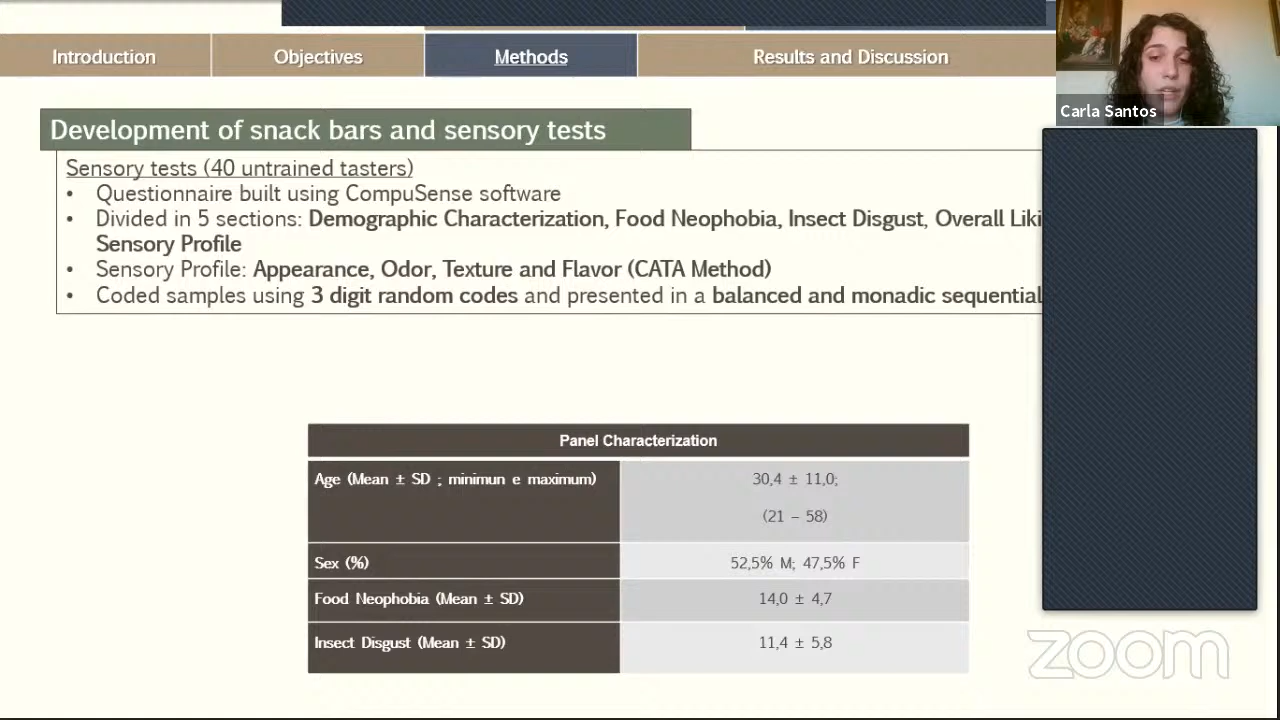 Introduction
Objectives
Methods
Results and Discussion
Carla Santos
Development of snack bars and sensory tests
Sensory tests (40 untrained tasters)
• Questionnaire built using CompuSense software
• Divided in 5 sections: Demographic Characterization, Food Neophobia, Insect Disgust, Overall
Sensory Profile
• Sensory Profile: Appearance, Odor, Texture and Flavor (CATA Method)
• Coded samples using 3 digit random codes and presented in a balanced and monadic sequential
Panel Characterization
Age (Mean ± SD ; minimun e maximum)
30,4 ± 11,0;
(21 – 58)
Sex (%)
52,5% M; 47,5% F
Food Neophobia (Mean ± SD)
14,0 ± 4,7
Insect Disgust (Mean ± SD)
11,4 ± 5,8
zoom